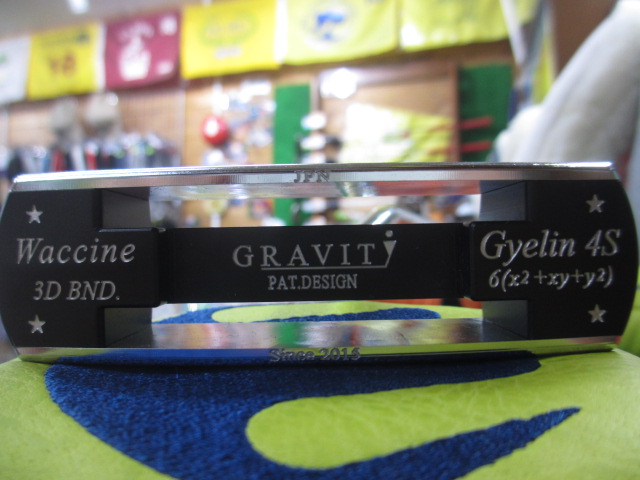 JPN
Waccine
3D BND.
GRAVITy
PAT.DESIGN
Gyelin 4S
6(x²+xy+y²)
Since 2015